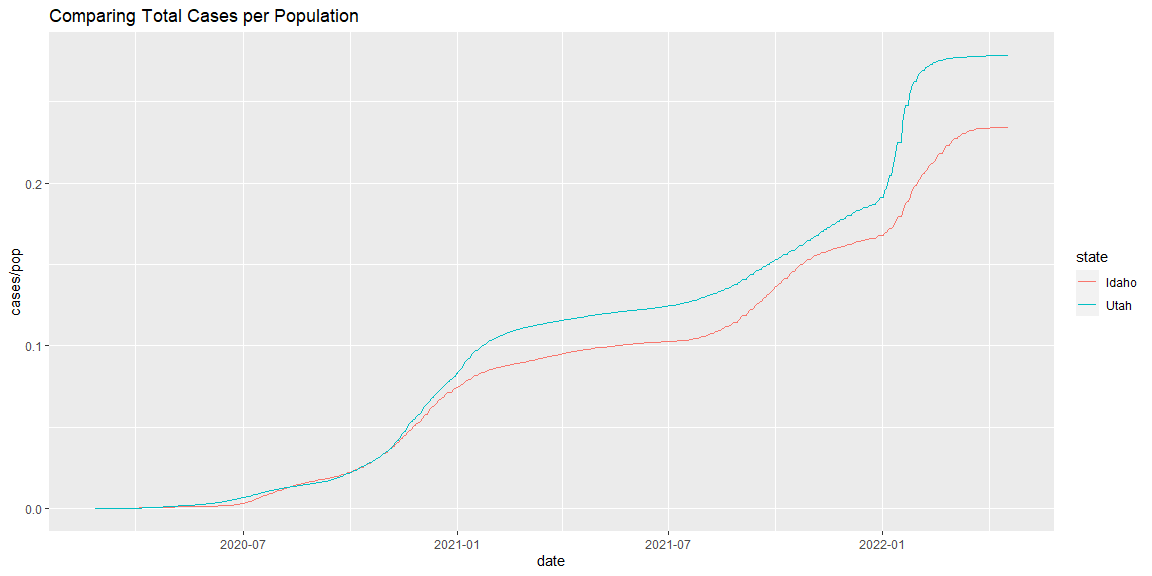 Comparing Total Cases per Population
cases/pop
0.2
0.1
0.0
2020-07
2021-01
2021-07
2022-01
date
state
Idaho
Utah